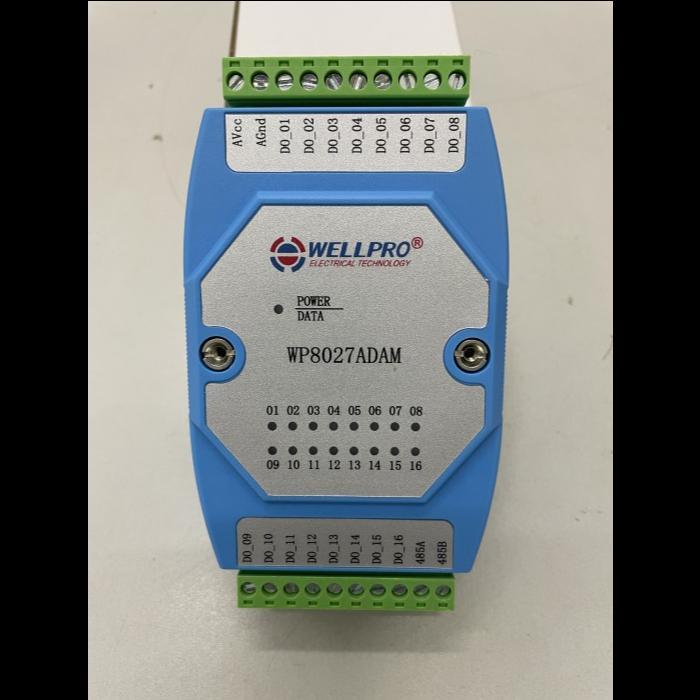 AVcc AGnd DO_01 DO_02 DO_03 DO_04 DO_05 DO_06 DO_07 DO_08
WELLPRO®
ELECTRICAL TECHNOLOGY
POWER
DATA
WP8027ADAM
01 02 03 04 05 06 07 08
09 10 11 12 13 14 15 16
DO_09 DO_10 DO_11 DO_12 DO_13 DO_14 DO_15 DO_16 485A 485B